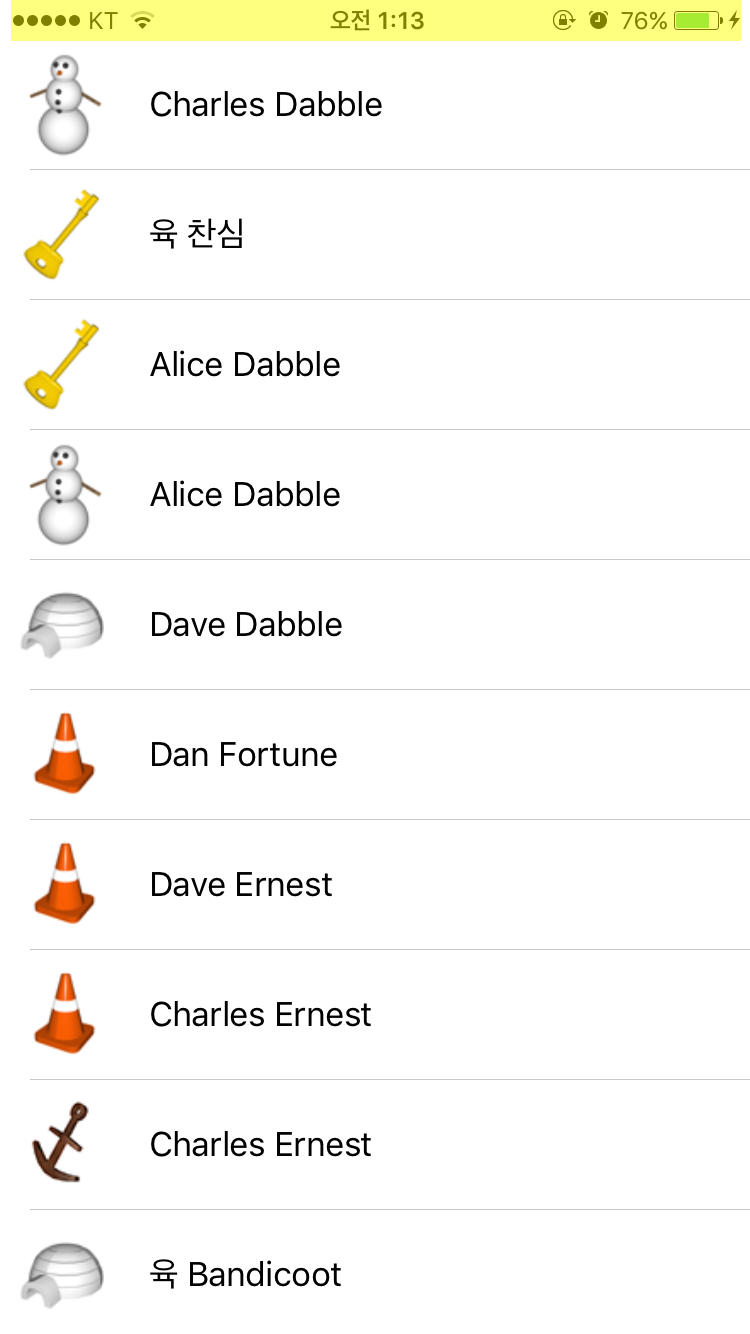 KT 오전 1:13 76%
Charles Dabble
육 찬심
Alice Dabble
Alice Dabble
Dave Dabble
Dan Fortune
Dave Ernest
Charles Ernest
Charles Ernest
육 Bandicoot